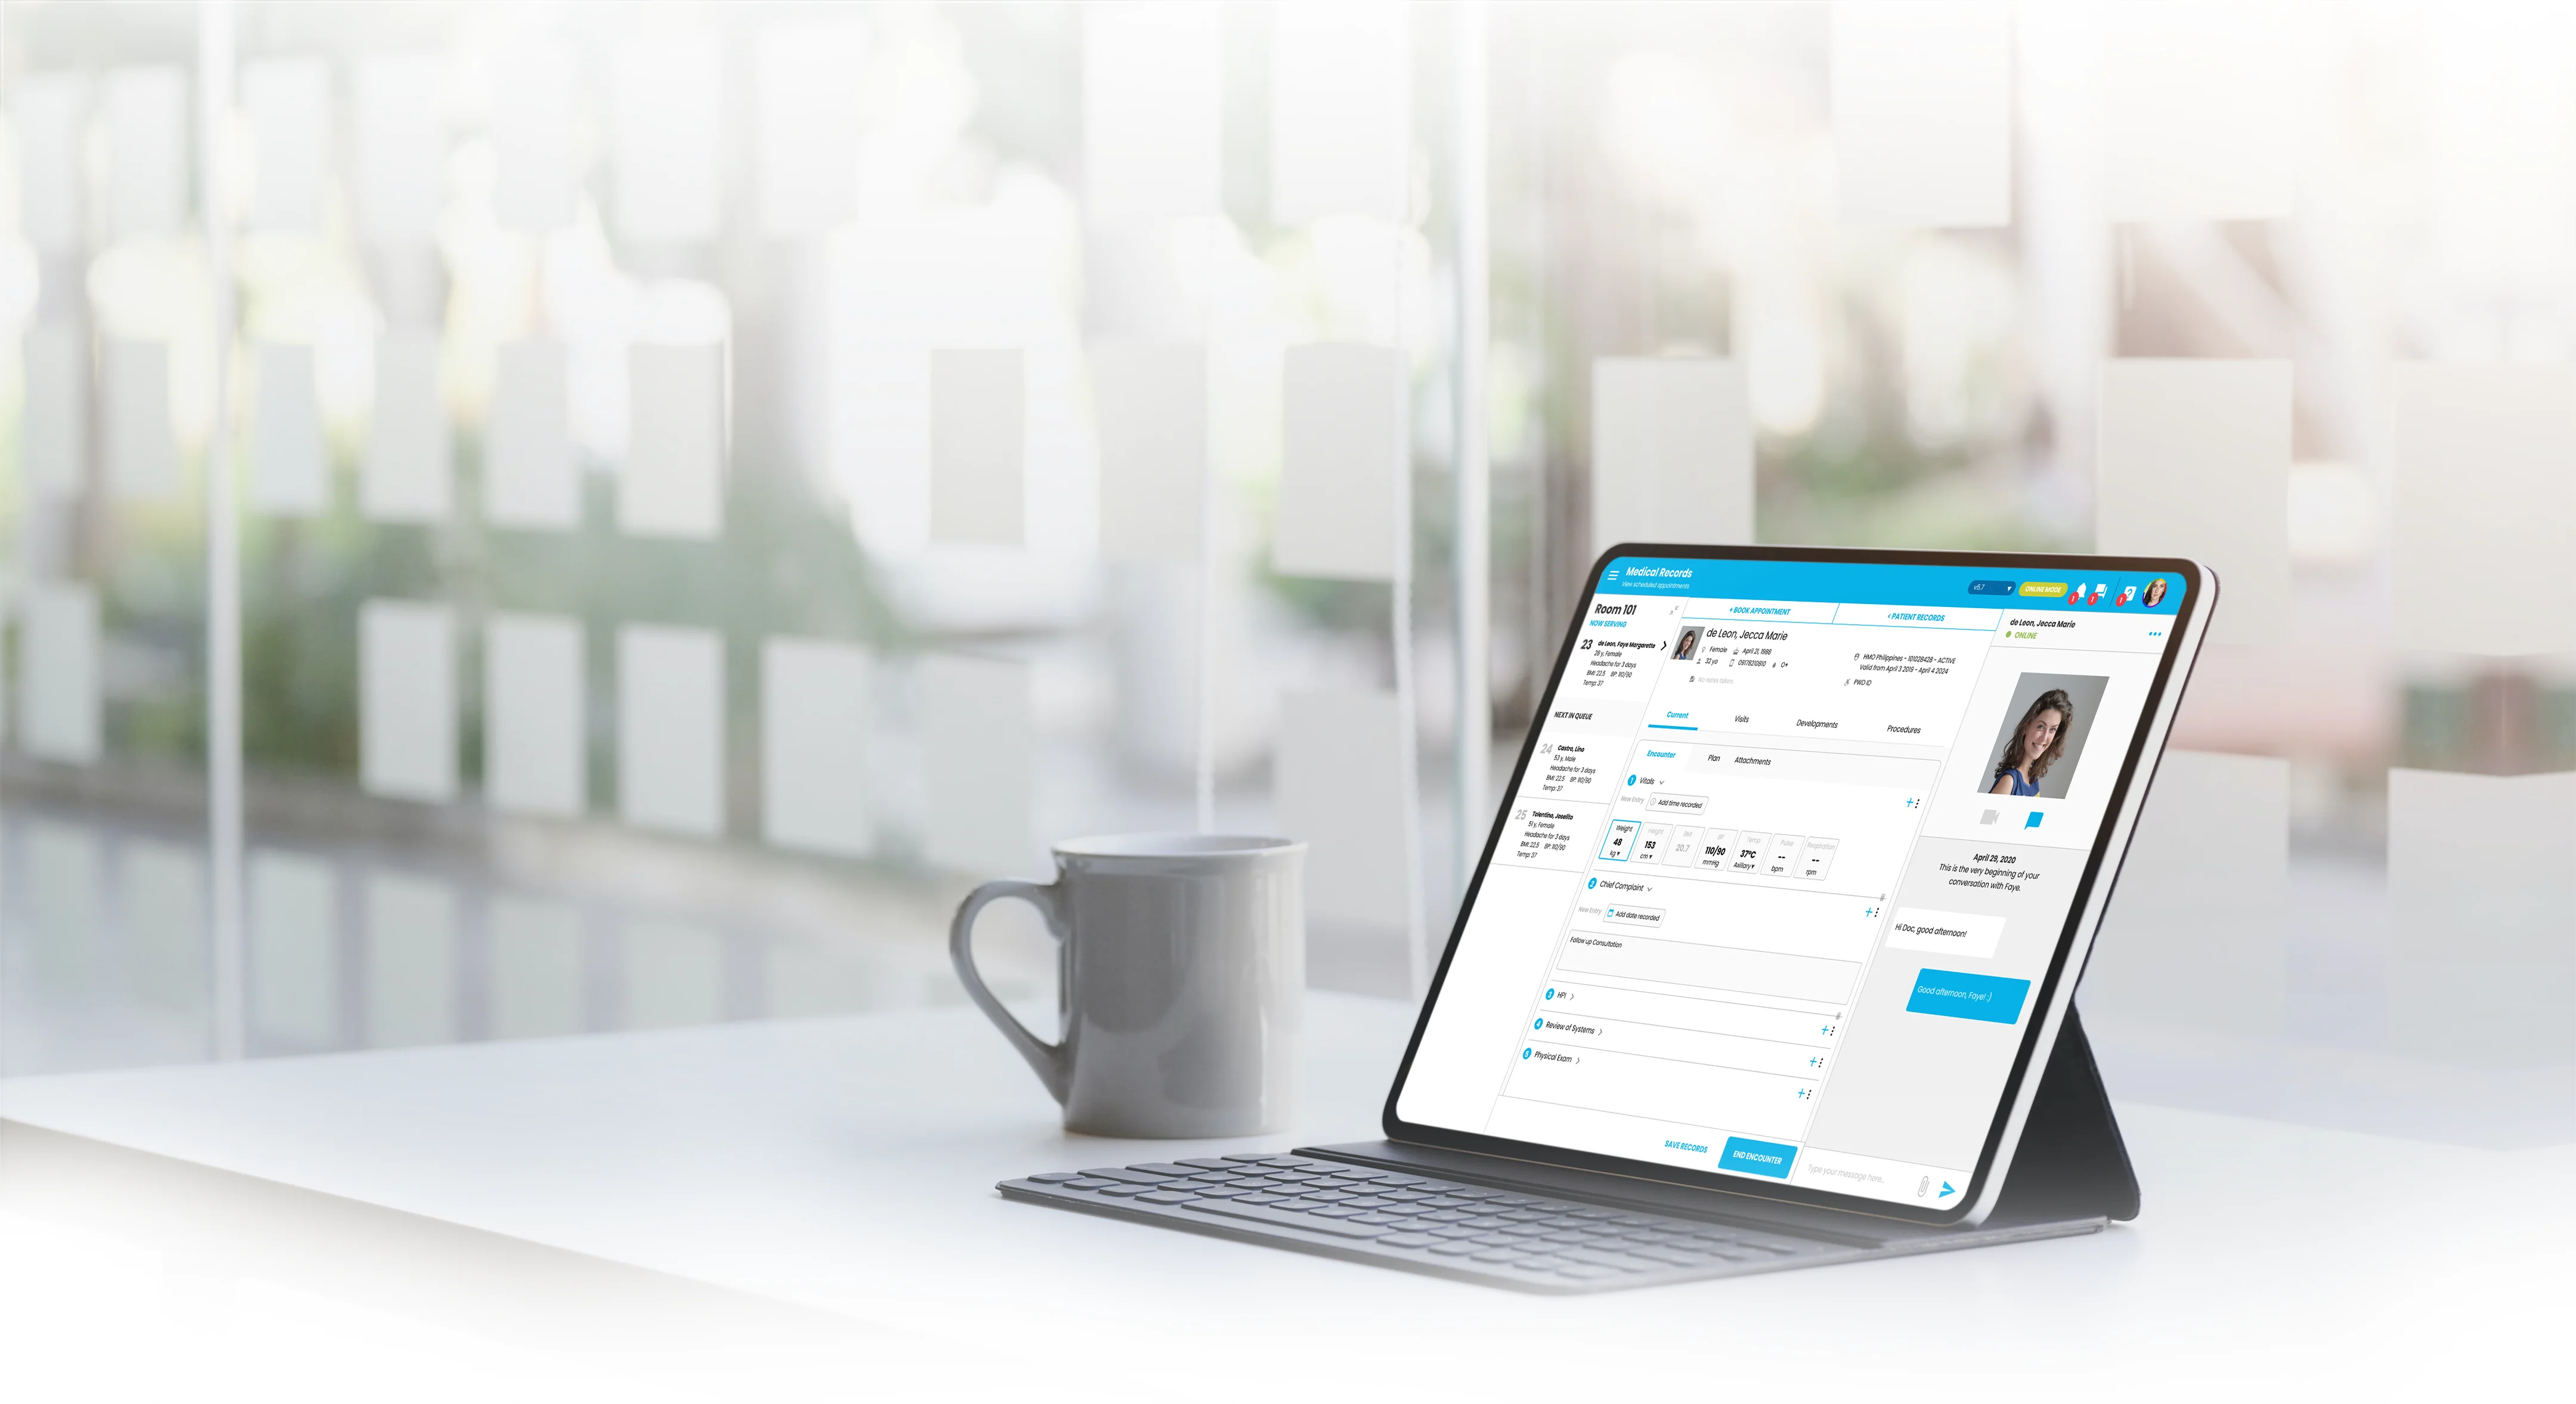 Medical Records
View scheduled appointments
v5.7
ONLINE MODE
1
1
1
?
Room 101
NOW SERVING
23 de Leon, Faye Margarette
28 y, Female
Headache for 3 days
BMI: 22.5 BP: 90/90
Temp: 37
NEXT IN QUEUE
24 Castro, Lino
53 y, Male
Headache for 3 days
BMI: 22.5 BP: 90/90
Temp: 37
25 Tolentino, Joselito
51 y, Female
Headache for 3 days
BMI: 22.5 BP: 90/90
Temp: 37
+ BOOK APPOINTMENT
‹ PATIENT RECORDS
de Leon, Jecca Marie
Female April 21, 1988
32 yo 09178210810 O+
No notes taken.
HMO Philippines - 101028428 - ACTIVE
Valid from April 3 2019 - April 4 2024
PWD ID
Current Visits Developments Procedures
Encounter Plan Attachments
1 Vitals
New Entry Add time recorded
Weight Height BMI BP Temp Pulse Respiration
48 153 20.7 110/90 37°C -- --
kg cm mmHg Axillary bpm rpm
2 Chief Complaint
New Entry Add date recorded
Follow up Consultation
3 HPI
4 Review of Systems
5 Physical Exam
SAVE RECORDS
END ENCOUNTER
de Leon, Jecca Marie
ONLINE
April 29, 2020
This is the very beginning of your
conversation with Faye.
Hi Doc, good afternoon!
Good afternoon, Faye! :)
Type your message here...